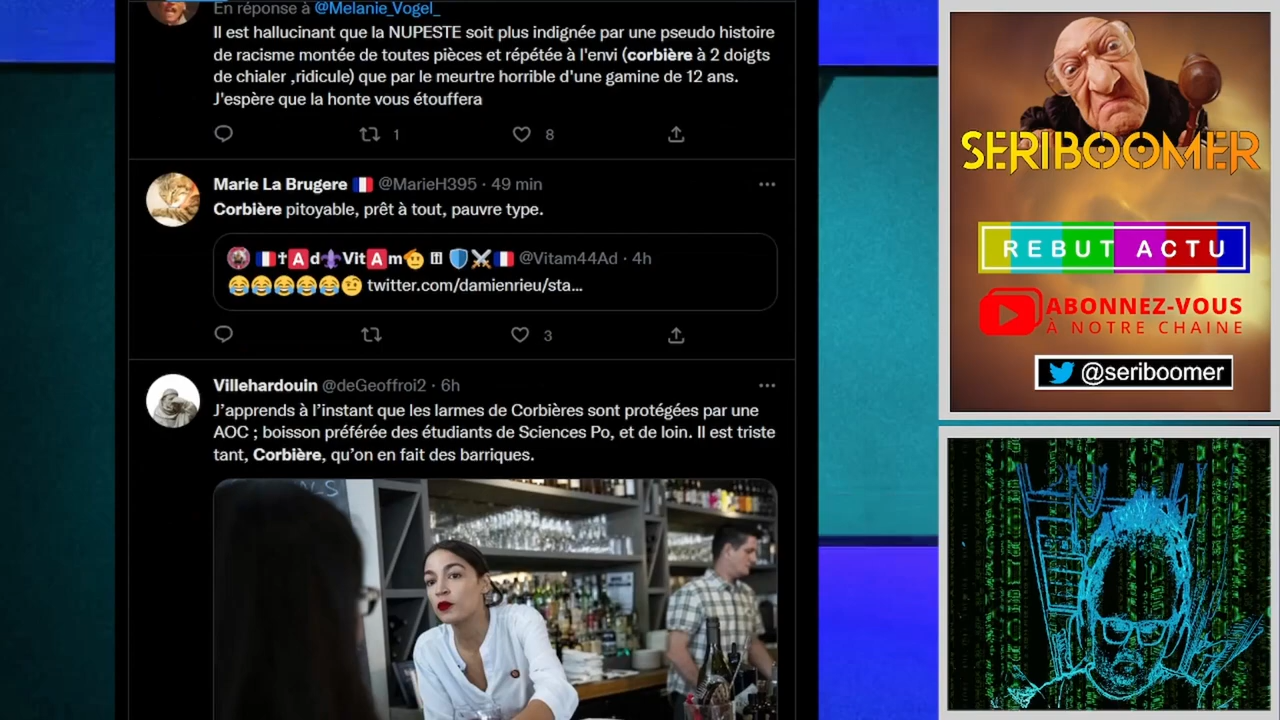 En réponse à @Melanie_Vogel_
Il est hallucinant que la NUPESTE soit plus indignée par une pseudo histoire
de racisme montée de toutes pièces et répétée à l'envi (corbière à 2 doigts
de chialer ,ridicule) que par le meurtre horrible d'une gamine de 12 ans.
J'espère que la honte vous étouffera
1
8
Marie La Brugere 🇫🇷 @MarieH395 · 49 min
Corbière pitoyable, prêt à tout, pauvre type.
🇫🇷✝🅰d⚜Vit🅰m @Vitam44Ad · 4h
😂😂😂😂😂🤨 twitter.com/damienrieu/sta...
3
Villehardouin @deGeoffroi2 · 6h
J’apprends à l’instant que les larmes de Corbières sont protégées par une
AOC ; boisson préférée des étudiants de Sciences Po, et de loin. Il est triste
tant, Corbière, qu’on en fait des barriques.
SERIBOOMER
REBUT ACTU
ABONNEZ-VOUS
À NOTRE CHAINE
@seriboomer